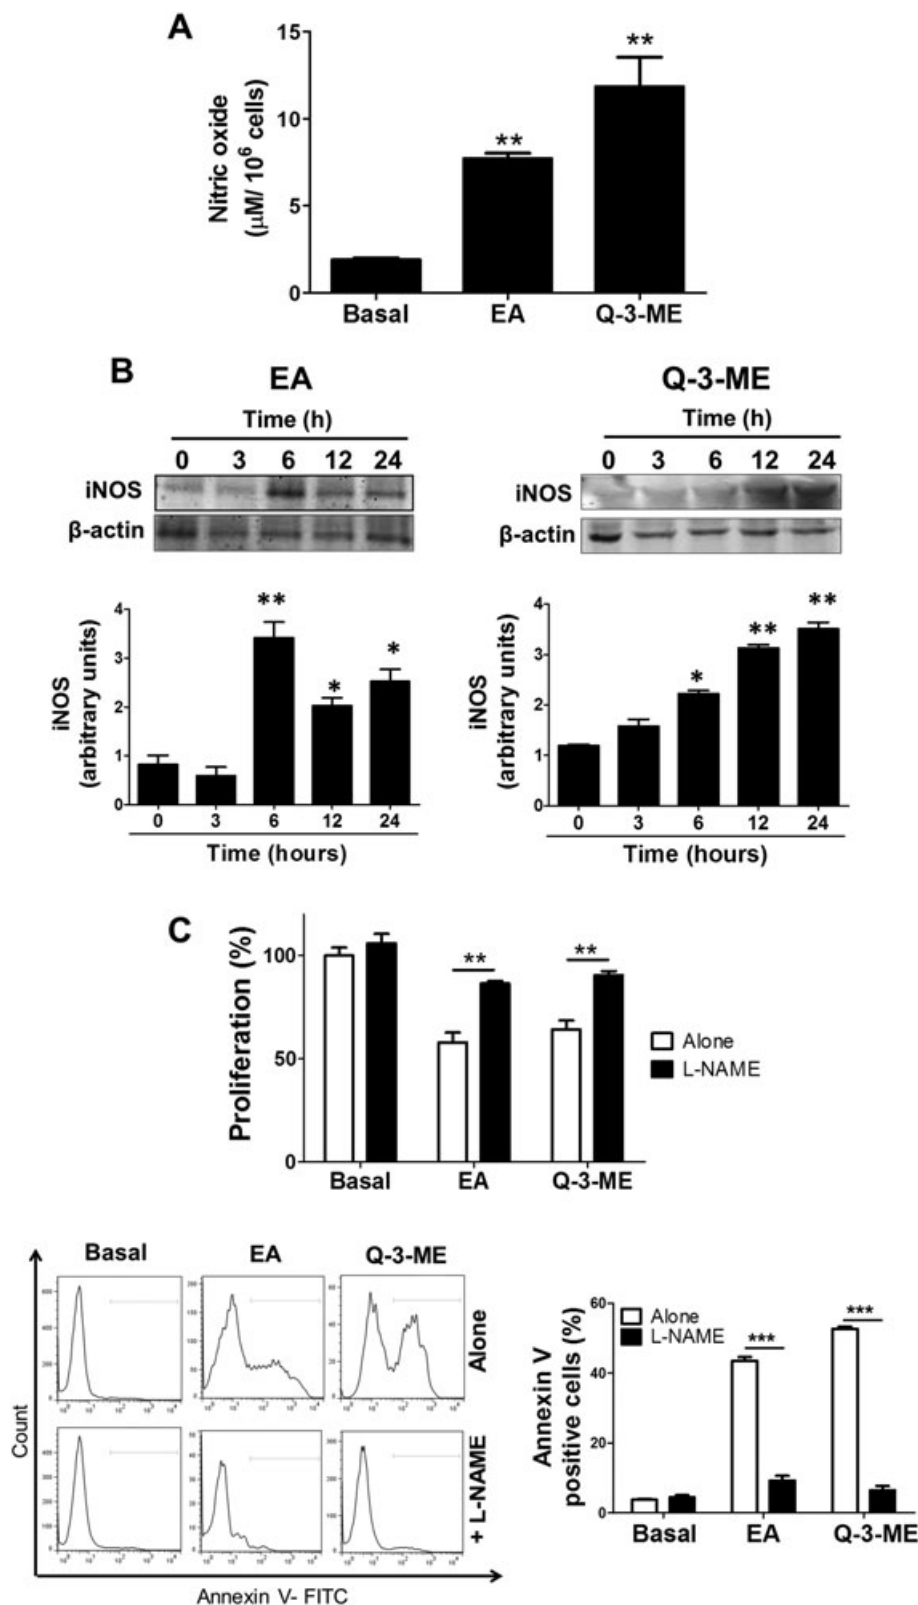 A
Nitric oxide
(μM/ 10⁶ cells)
15
10
5
0
**
**
Basal EA Q-3-ME
B
EA
Time (h)
0 3 6 12 24
iNOS
β-actin
iNOS
(arbitrary units)
4
3
2
1
0
**
*
*
0 3 6 12 24
Time (hours)
Q-3-ME
Time (h)
0 3 6 12 24
iNOS
β-actin
iNOS
(arbitrary units)
4
3
2
1
0
*
**
**
0 3 6 12 24
Time (hours)
C
Proliferation (%)
100
50
0
**
**
Basal EA Q-3-ME
Alone
L-NAME
Basal EA Q-3-ME
Alone
+ L-NAME
Count
Annexin V- FITC
Annexin V
positive cells (%)
60
40
20
0
Alone
L-NAME
***
***
Basal EA Q-3-ME